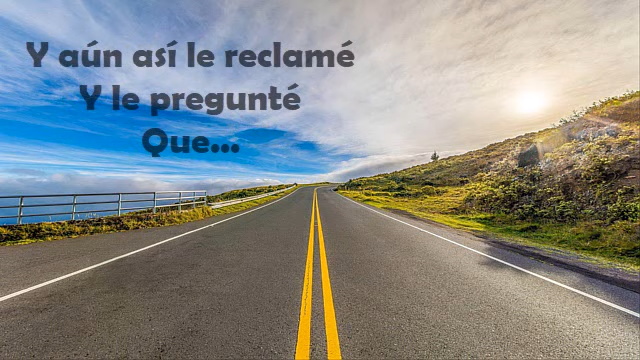 Y aún así le reclamé
Y le pregunté
Que...